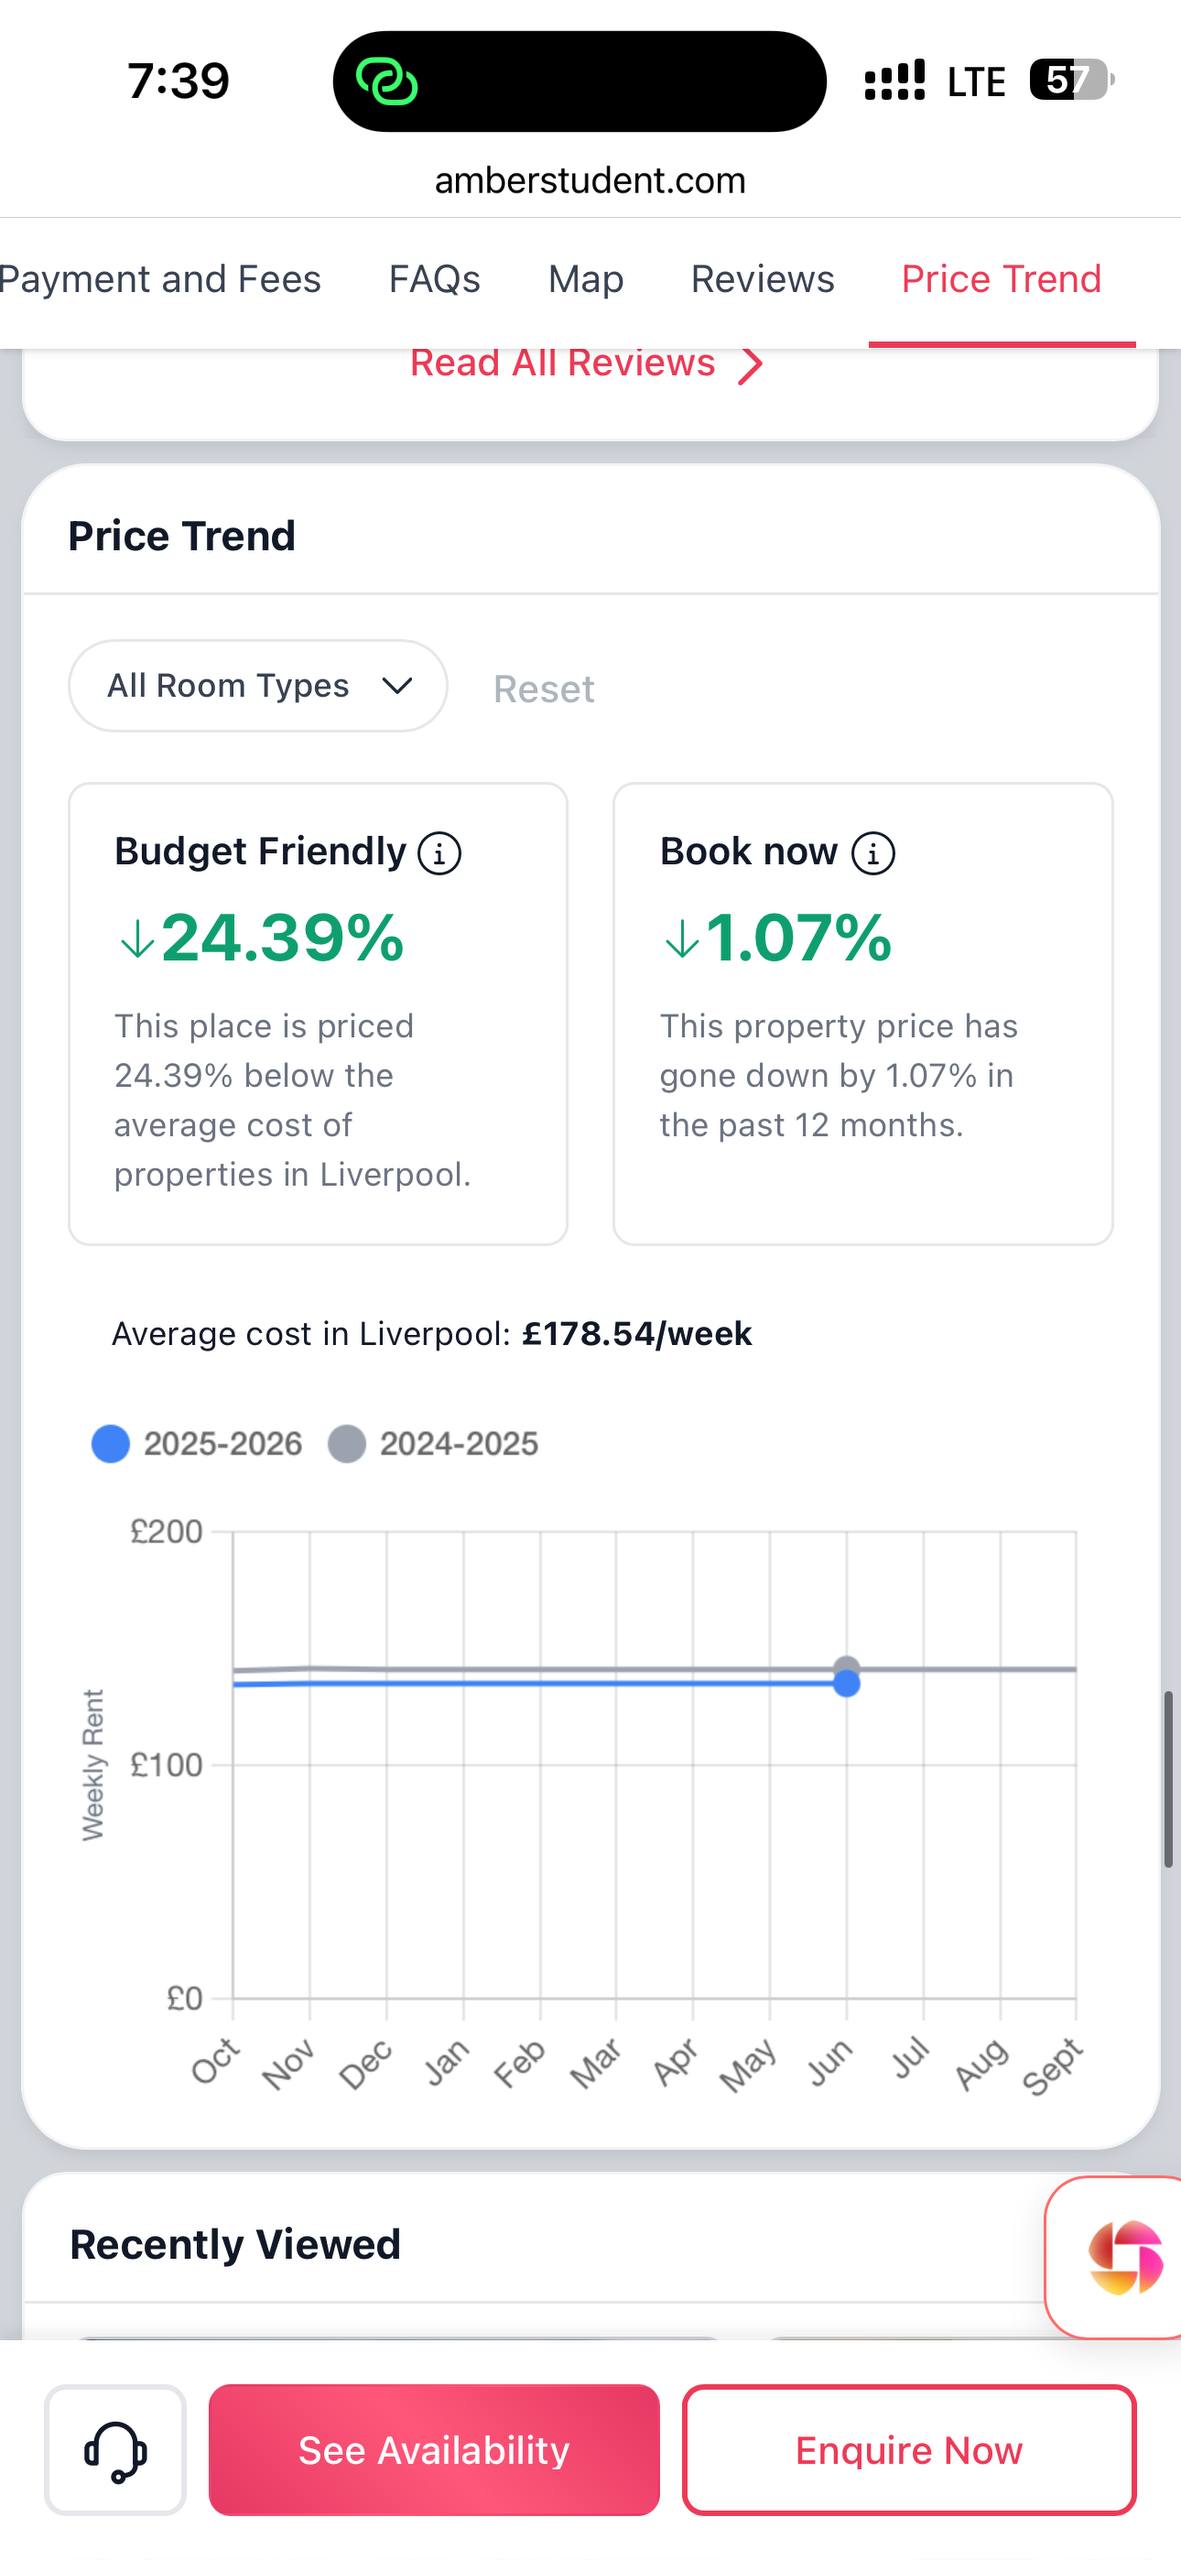 7:39
LTE
57
amberstudent.com
Payment and Fees FAQs Map Reviews Price Trend
Read All Reviews
Price Trend
All Room Types Reset
Budget Friendly
↓24.39%
This place is priced
24.39% below the
average cost of
properties in Liverpool.
Book now
↓1.07%
This property price has
gone down by 1.07% in
the past 12 months.
Average cost in Liverpool: £178.54/week
2025-2026 2024-2025
£200
£100
£0
Weekly Rent
Oct Nov Dec Jan Feb Mar Apr May Jun Jul Aug Sept
Recently Viewed
See Availability Enquire Now